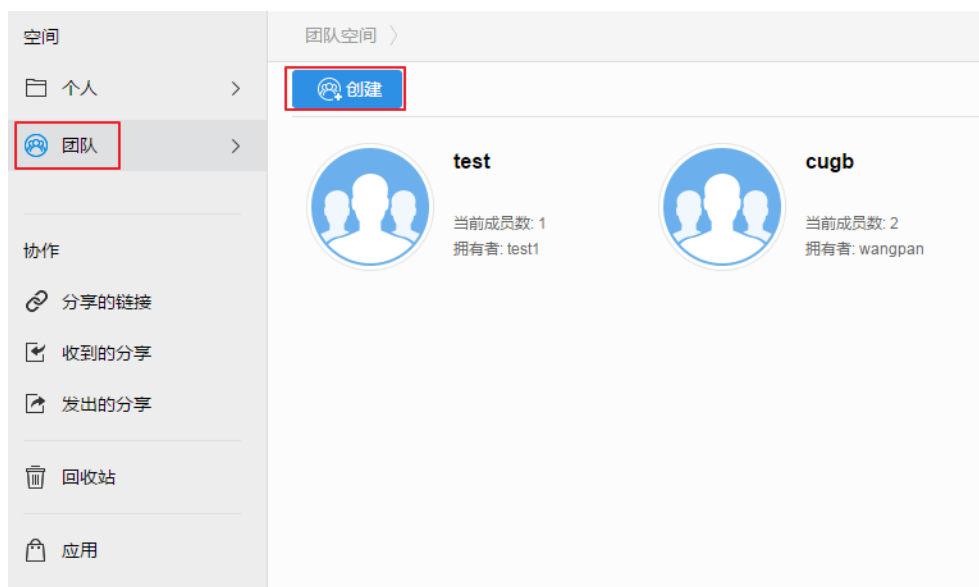 空间
个人
团队
协作
分享的链接
收到的分享
发出的分享
回收站
应用
团队空间 〉
创建
test
当前成员数: 1
拥有者: test1
cugb
当前成员数: 2
拥有者: wangpan